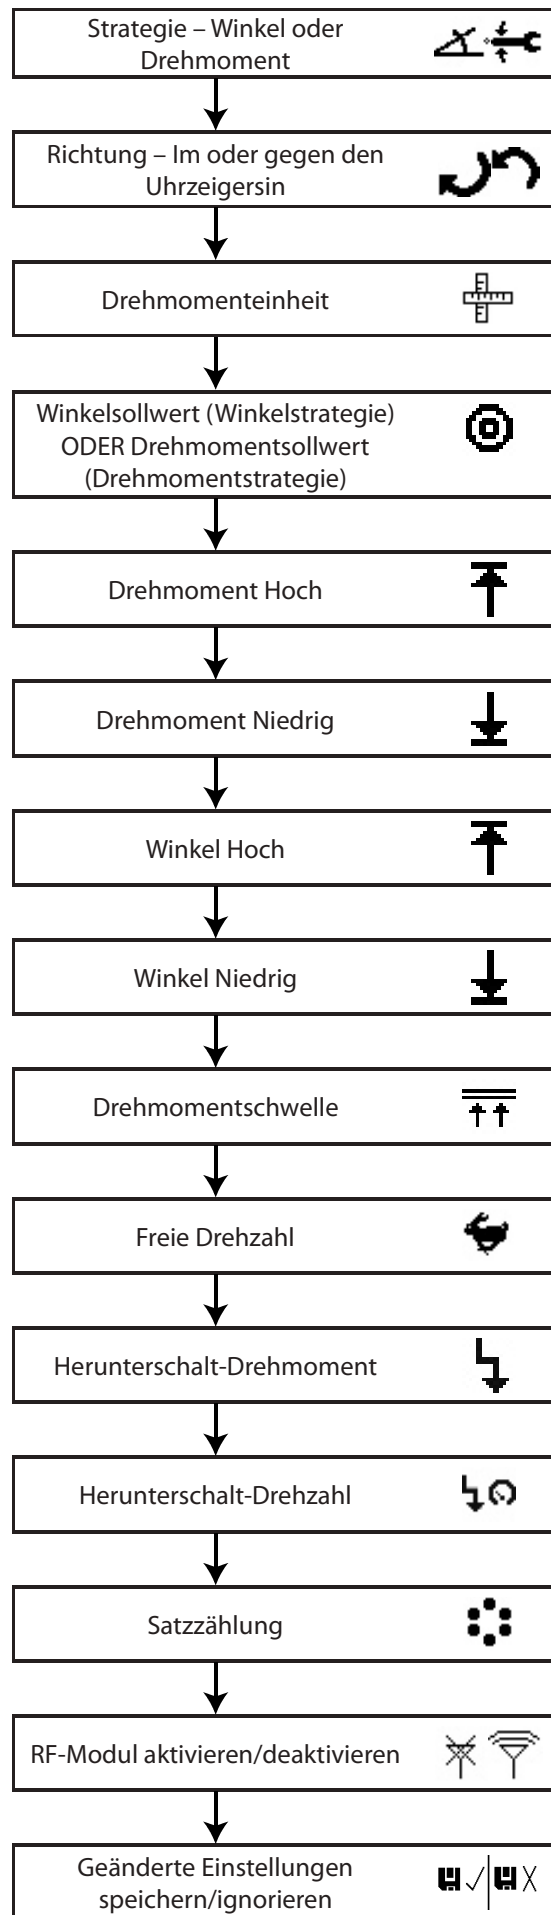 Strategie – Winkel oder
Drehmoment
Richtung – Im oder gegen den
Uhrzeigersin
Drehmomenteinheit
Winkelsollwert (Winkelstrategie)
ODER Drehmomentsollwert
(Drehmomentstrategie)
Drehmoment Hoch
Drehmoment Niedrig
Winkel Hoch
Winkel Niedrig
Drehmomentschwelle
Freie Drehzahl
Herunterschalt-Drehmoment
Herunterschalt-Drehzahl
Satzzählung
RF-Modul aktivieren/deaktivieren
Geänderte Einstellungen
speichern/ignorieren